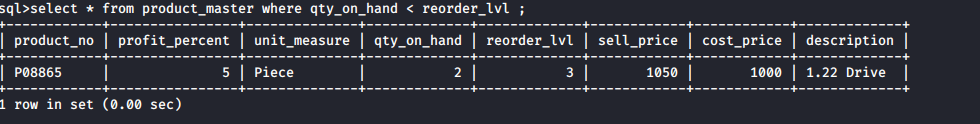 sql>select * from product_master where qty_on_hand < reorder_lvl ;
+------------+----------------+--------------+-------------+-------------+------------+------------+-------------+
| product_no | profit_percent | unit_measure | qty_on_hand | reorder_lvl | sell_price | cost_price | description |
+------------+----------------+--------------+-------------+-------------+------------+------------+-------------+
| P08865     |              5 | Piece        |           2 |           3 |       1050 |       1000 | 1.22 Drive  |
+------------+----------------+--------------+-------------+-------------+------------+------------+-------------+
1 row in set (0.00 sec)